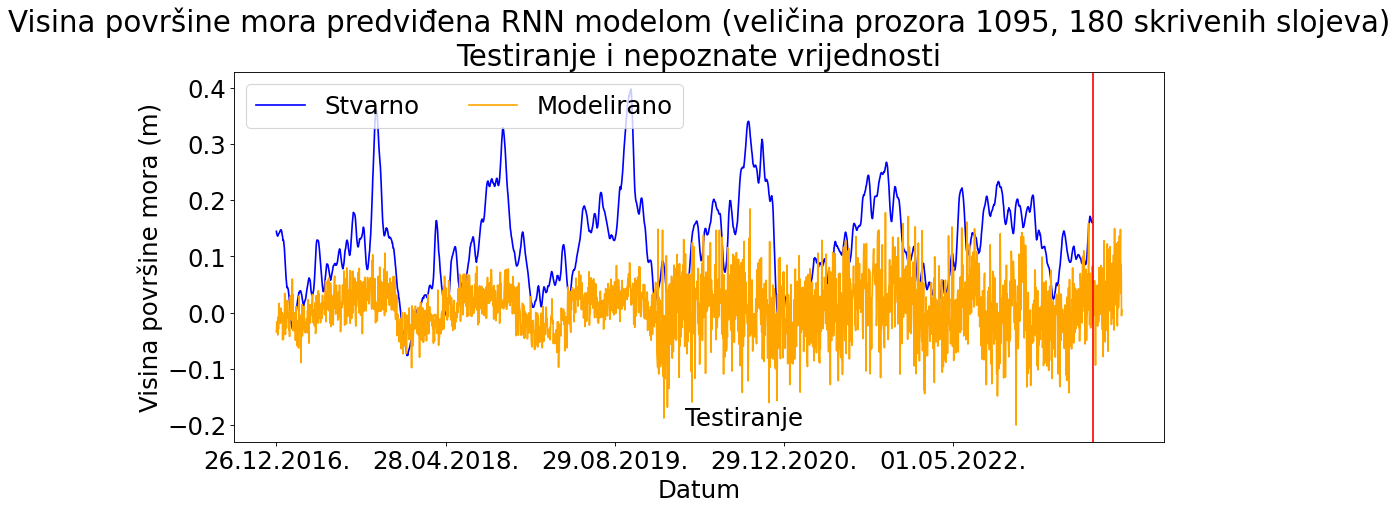 Visina površine mora predviđena RNN modelom (veličina prozora 1095, 180 skrivenih slojeva)
Testiranje i nepoznate vrijednosti
Stvarno
Modelirano
Visina površine mora (m)
0.4
0.3
0.2
0.1
0.0
−0.1
−0.2
Testiranje
26.12.2016.
28.04.2018.
29.08.2019.
29.12.2020.
01.05.2022.
Datum